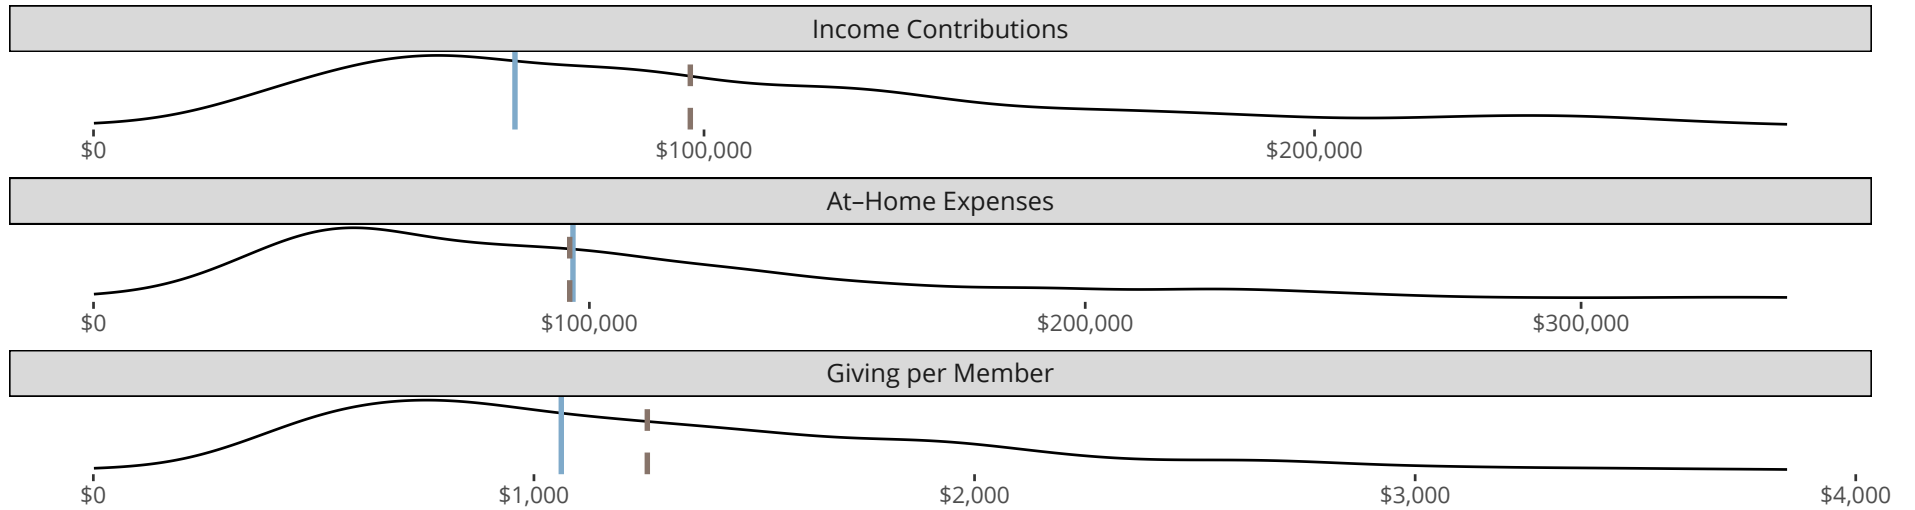 Income Contributions
$0 $100,000 $200,000
At–Home Expenses
$0 $100,000 $200,000 $300,000
Giving per Member
$0 $1,000 $2,000 $3,000 $4,000